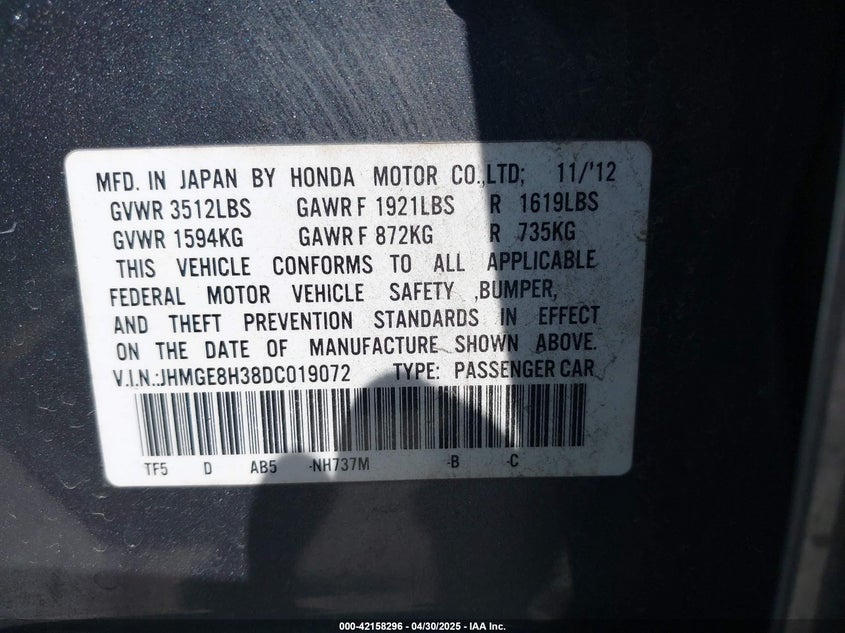 MFD. IN JAPAN BY HONDA MOTOR CO.,LTD; 11/'12
GVWR 3512LBS GAWR F 1921LBS R 1619LBS
GVWR 1594KG GAWR F 872KG R 735KG
THIS VEHICLE CONFORMS TO ALL APPLICABLE
FEDERAL MOTOR VEHICLE SAFETY ,BUMPER,
AND THEFT PREVENTION STANDARDS IN EFFECT
ON THE DATE OF MANUFACTURE SHOWN ABOVE.
V.I.N.:JHMGE8H38DC019072 TYPE: PASSENGER CAR
TF5 D AB5 -NH737M -B -C
000-42158296 - 04/30/2025 - IAA Inc.